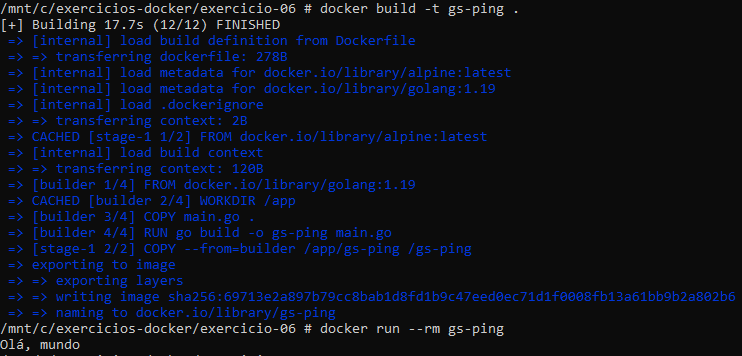 /mnt/c/exercicios-docker/exercicio-06 # docker build -t gs-ping .
[+] Building 17.7s (12/12) FINISHED
=> [internal] load build definition from Dockerfile
=> => transferring dockerfile: 278B
=> [internal] load metadata for docker.io/library/alpine:latest
=> [internal] load metadata for docker.io/library/golang:1.19
=> [internal] load .dockerignore
=> => transferring context: 2B
=> CACHED [stage-1 1/2] FROM docker.io/library/alpine:latest
=> [internal] load build context
=> => transferring context: 120B
=> [builder 1/4] FROM docker.io/library/golang:1.19
=> CACHED [builder 2/4] WORKDIR /app
=> [builder 3/4] COPY main.go .
=> [builder 4/4] RUN go build -o gs-ping main.go
=> [stage-1 2/2] COPY --from=builder /app/gs-ping /gs-ping
=> exporting to image
=> => exporting layers
=> => writing image sha256:69713e2a897b79cc8bab1d8fd1b9c47eed0ec71d1f0008fb13a61bb9b2a802b6
=> => naming to docker.io/library/gs-ping
/mnt/c/exercicios-docker/exercicio-06 # docker run --rm gs-ping
Olá, mundo